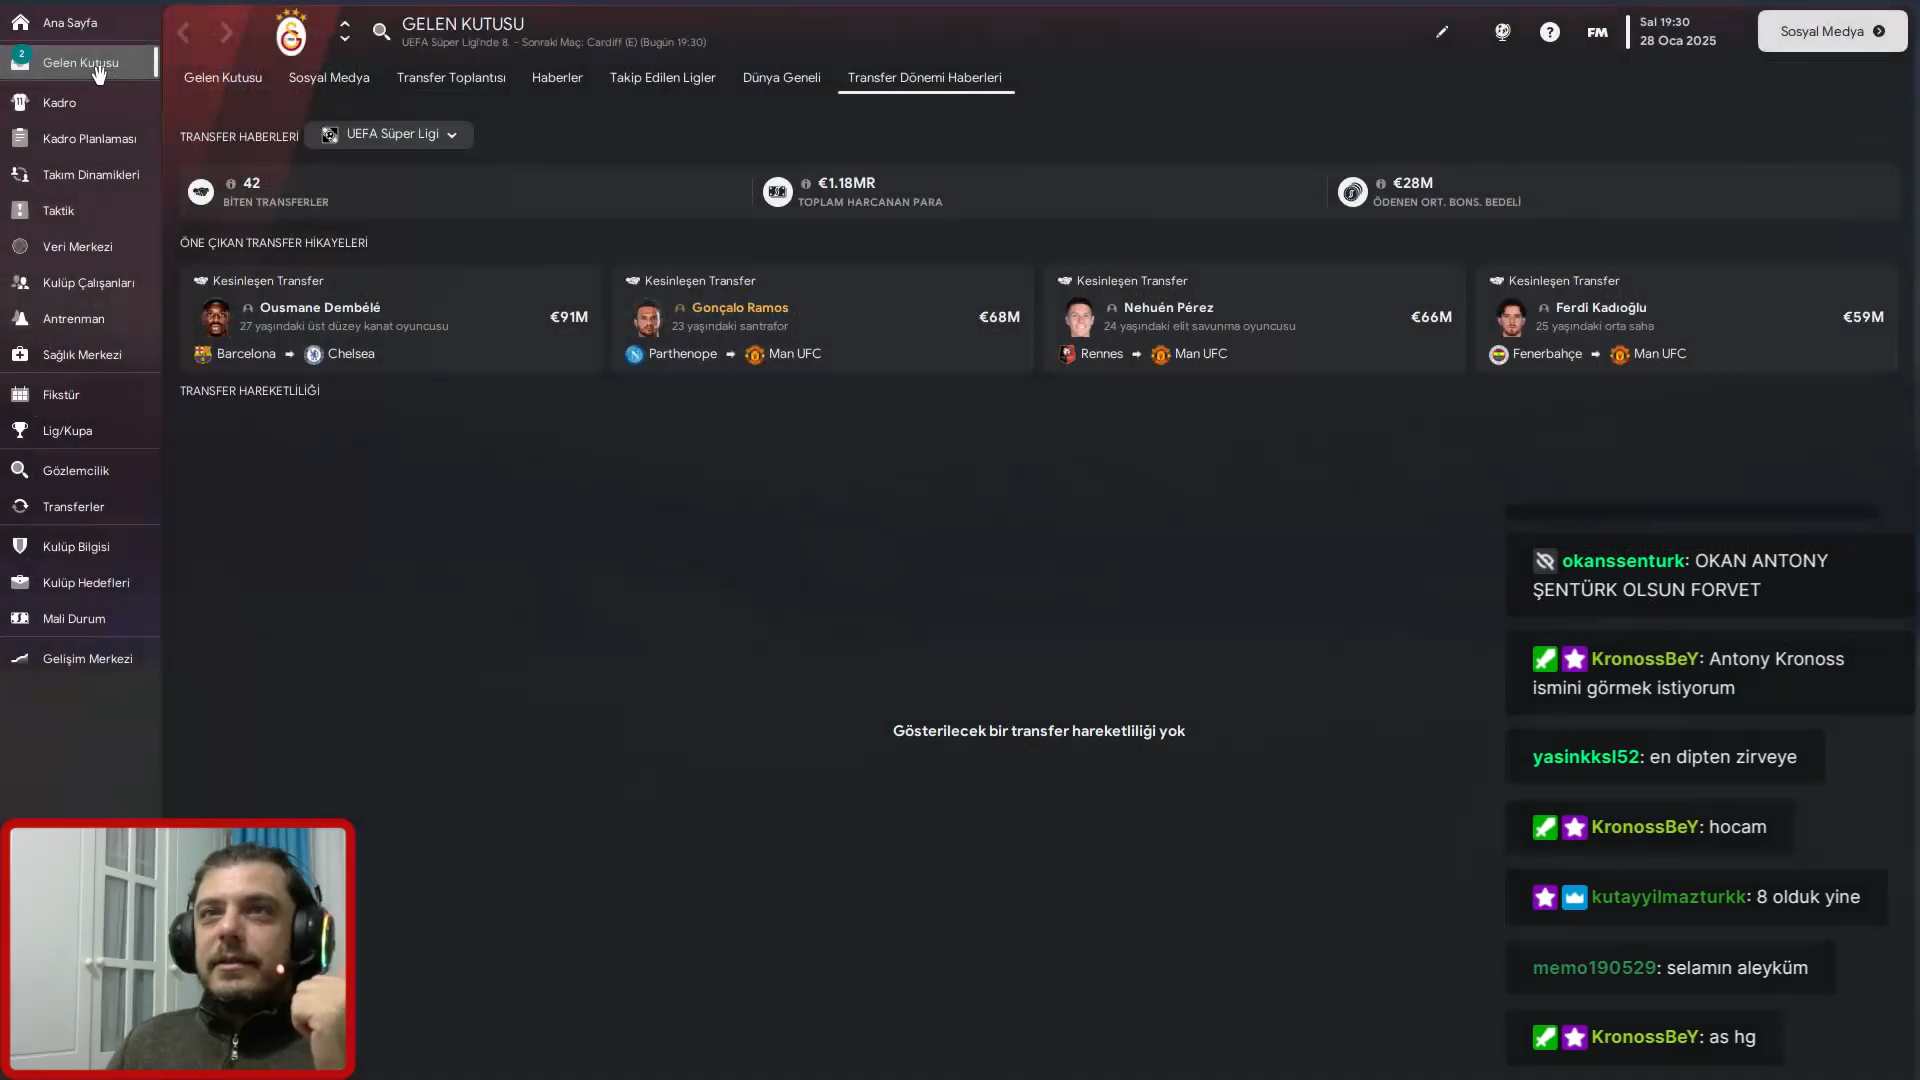 Ana Sayfa
2
Gelen Kutusu
Kadro
Kadro Planlaması
Takım Dinamikleri
Taktik
Veri Merkezi
Kulüp Çalışanları
Antrenman
Sağlık Merkezi
Fikstür
Lig/Kupa
Gözlemcilik
Transferler
Kulüp Bilgisi
Kulüp Hedefleri
Mali Durum
Gelişim Merkezi
GELEN KUTUSU
UEFA Süper Ligi'nde 8. - Sonraki Maç: Cardiff (E) (Bugün 19:30)
FM
Sal 19:30
28 Oca 2025
Sosyal Medya
Gelen Kutusu Sosyal Medya Transfer Toplantısı Haberler Takip Edilen Ligler Dünya Geneli Transfer Dönemi Haberleri
TRANSFER HABERLERİ UEFA Süper Ligi
42
BİTEN TRANSFERLER
€1.18MR
TOPLAM HARCANAN PARA
€28M
ÖDENEN ORT. BONS. BEDELİ
ÖNE ÇIKAN TRANSFER HİKAYELERİ
Kesinleşen Transfer
Ousmane Dembélé
27 yaşındaki üst düzey kanat oyuncusu
€91M
Barcelona Chelsea
Kesinleşen Transfer
Gonçalo Ramos
23 yaşındaki santrafor
€68M
Parthenope Man UFC
Kesinleşen Transfer
Nehuén Pérez
24 yaşındaki elit savunma oyuncusu
€66M
Rennes Man UFC
Kesinleşen Transfer
Ferdi Kadıoğlu
25 yaşındaki orta saha
€59M
Fenerbahçe Man UFC
TRANSFER HAREKETLİLİĞİ
Gösterilecek bir transfer hareketliliği yok
okanssenturk: OKAN ANTONY
ŞENTÜRK OLSUN FORVET
KronossBeY: Antony Kronoss
ismini görmek istiyorum
yasinkksl52: en dipten zirveye
KronossBeY: hocam
kutayyilmazturkk: 8 olduk yine
memo190529: selamın aleyküm
KronossBeY: as hg